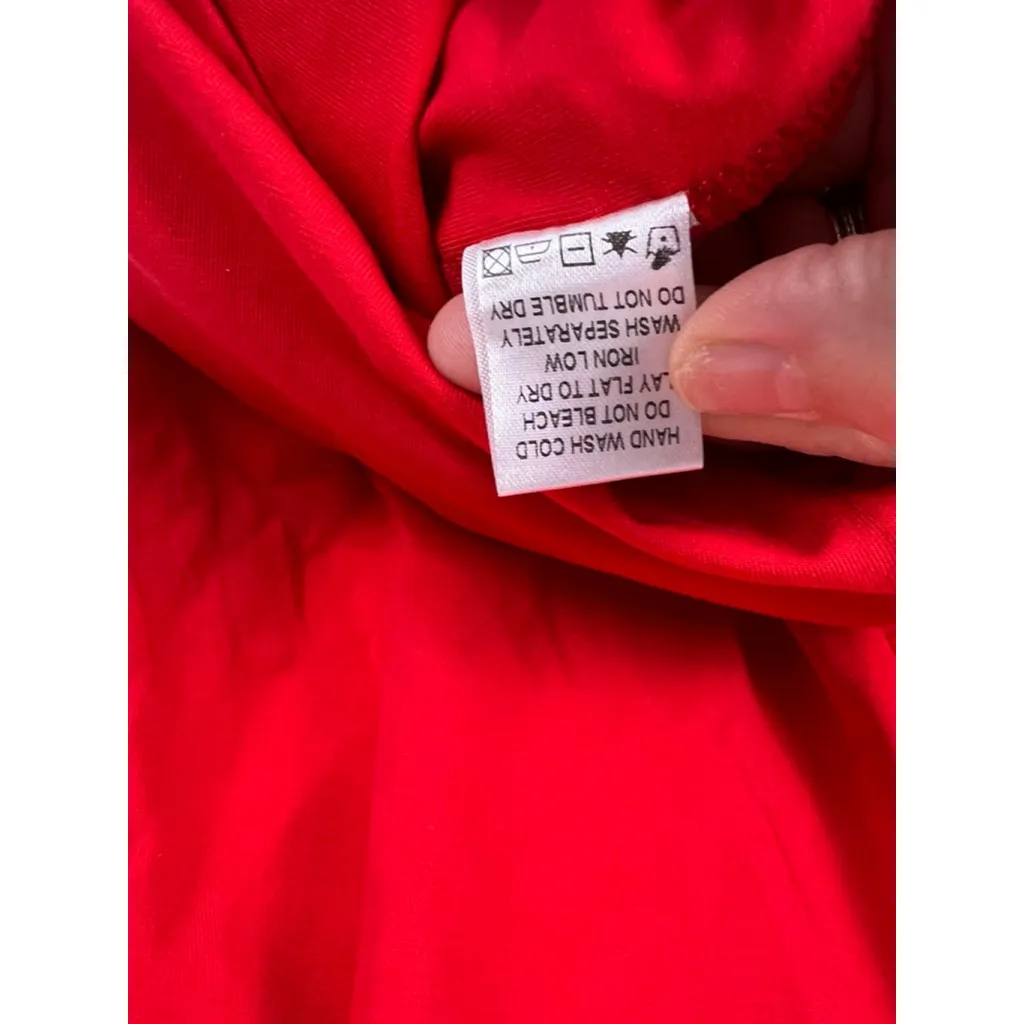 HAND WASH COLD
DO NOT BLEACH
LAY FLAT TO DRY
IRON LOW
WASH SEPARATELY
DO NOT TUMBLE DRY